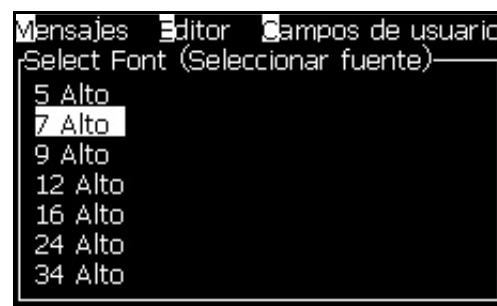 Mensajes Editor Campos de usuario
Select Font (Seleccionar fuente)
5 Alto
7 Alto
9 Alto
12 Alto
16 Alto
24 Alto
34 Alto